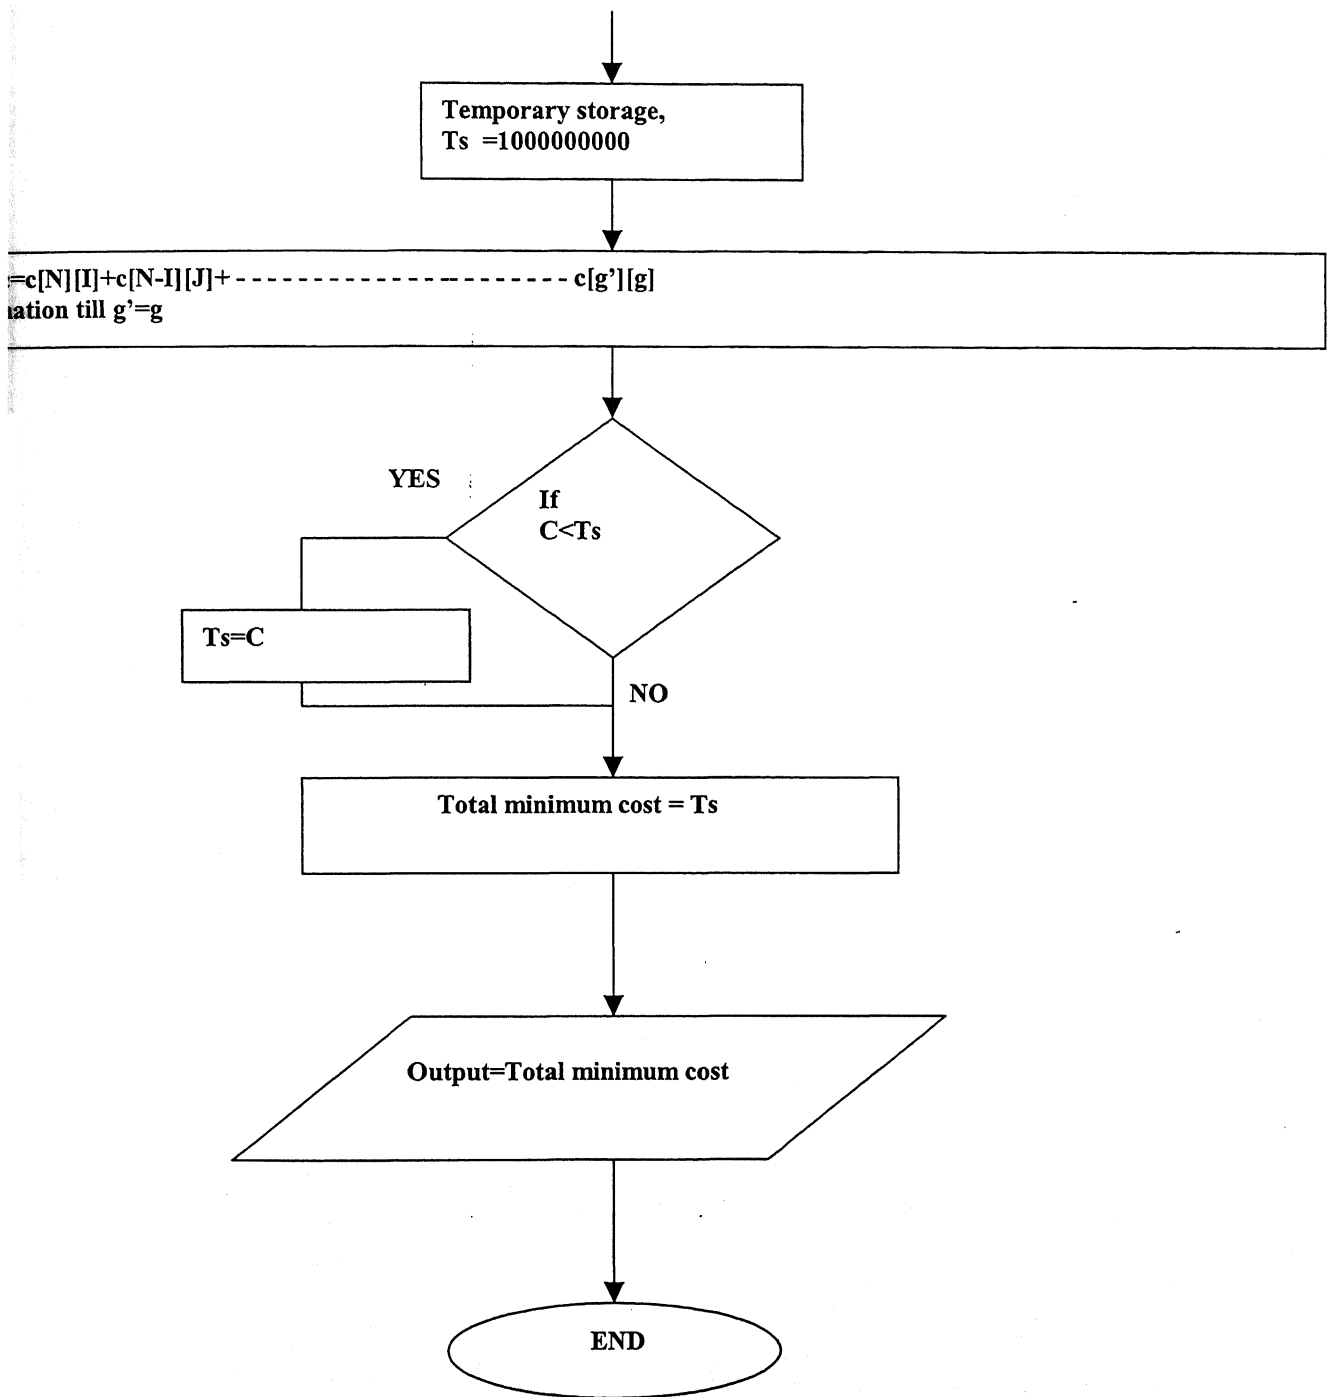 Temporary storage,
Ts =1000000000
=c[N][I]+c[N-I][J]+- - - - - - - - - - - - - - - - - - - - - - - c[g’][g]
till g’=g
YES
If
C<Ts
Ts=C
NO
Total minimum cost = Ts
Output=Total minimum cost
END